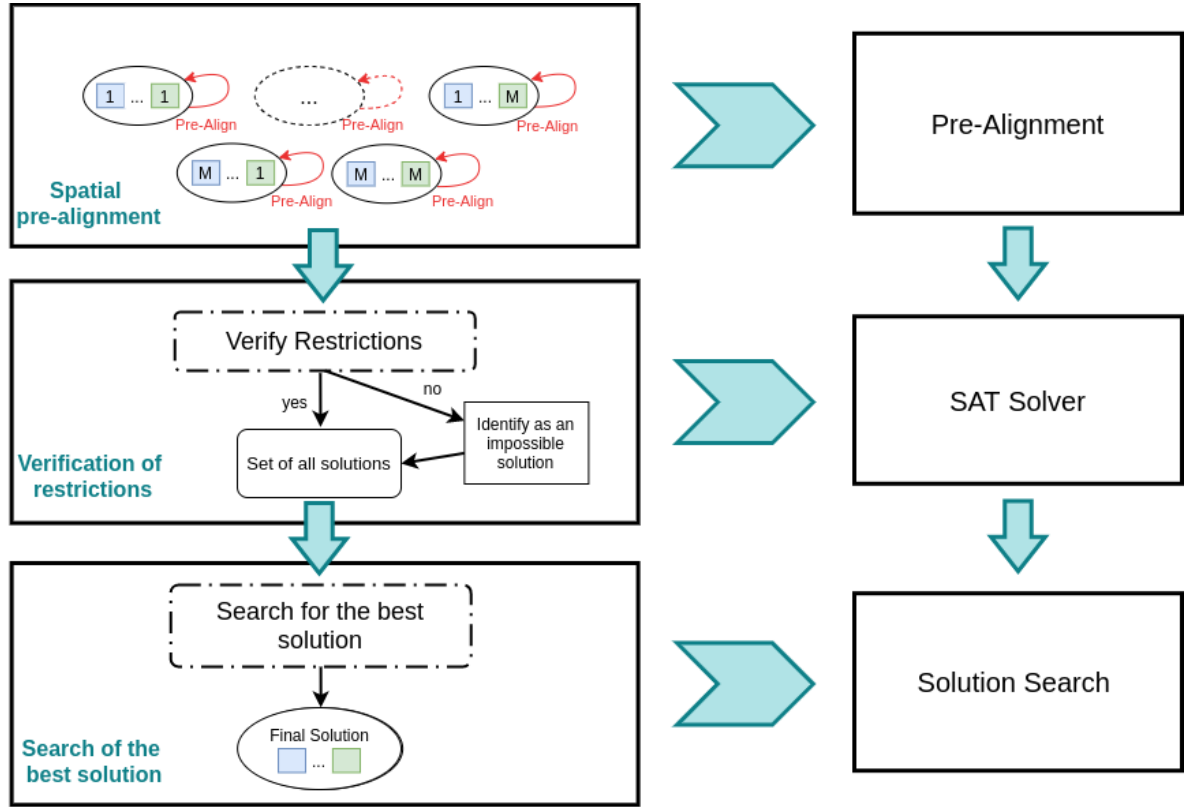 1 ... 1
...
1 ... M
Pre-Align
Pre-Align
Pre-Align
M ... 1
M ... M
Pre-Align
Pre-Align
Spatial
pre-alignment
Pre-Alignment
Verify Restrictions
yes
no
Identify as an
impossible
solution
Set of all solutions
Verification of
restrictions
SAT Solver
Search for the best
solution
Final Solution
...
Search of the
best solution
Solution Search